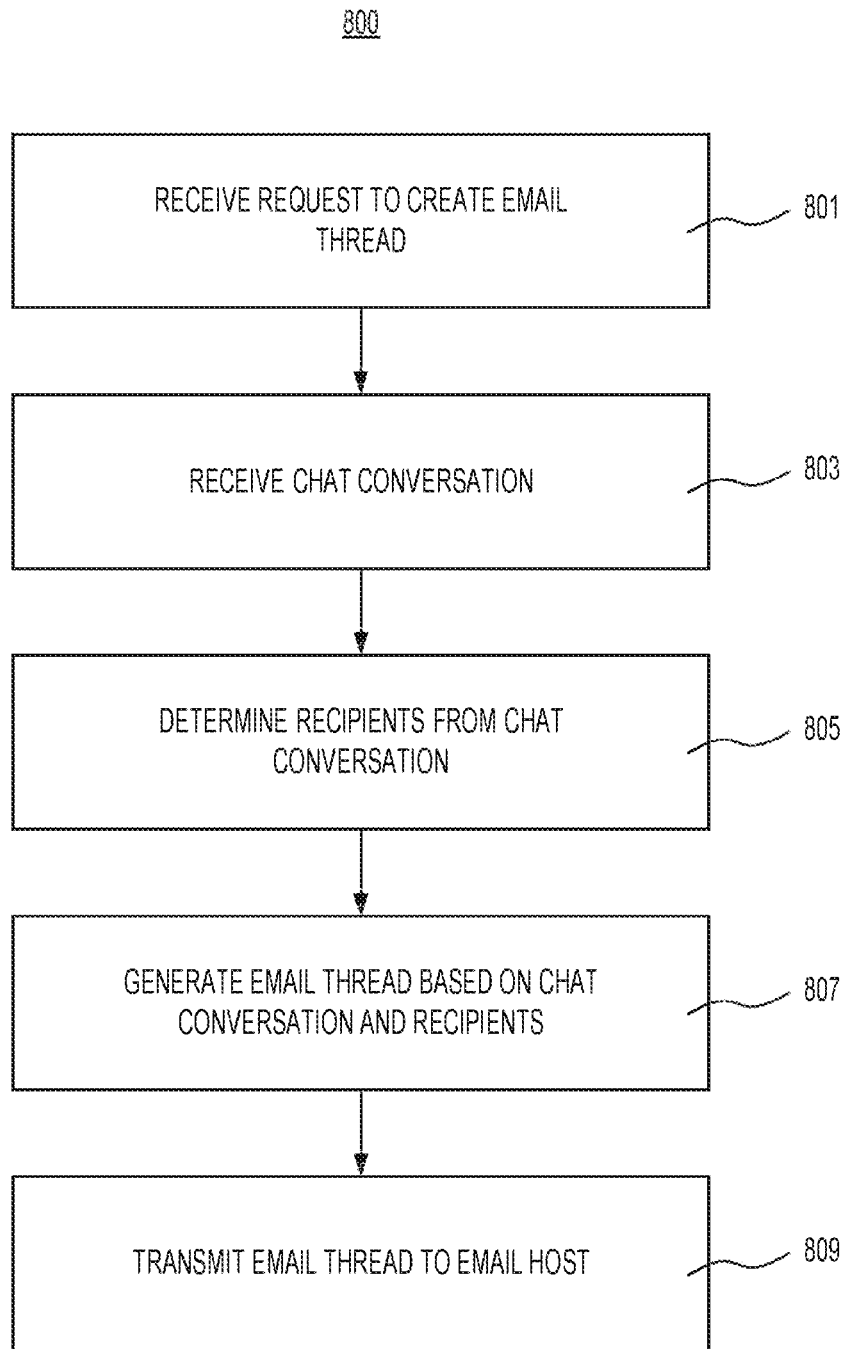 800
RECEIVE REQUEST TO CREATE EMAIL
THREAD
801
RECEIVE CHAT CONVERSATION
803
DETERMINE RECIPIENTS FROM CHAT
CONVERSATION
805
GENERATE EMAIL THREAD BASED ON CHAT
CONVERSATION AND RECIPIENTS
807
TRANSMIT EMAIL THREAD TO EMAIL HOST
809